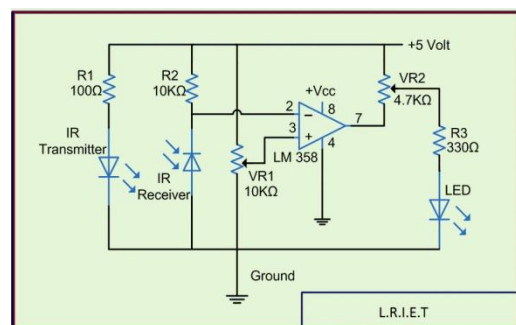 +5 Volt
R1
100Ω
R2
10KΩ
+Vcc
VR2
4.7KΩ
2
8
3
7
4
LM 358
IR
Transmitter
IR
Receiver
VR1
10KΩ
R3
330Ω
LED
Ground
L.R.I.E.T